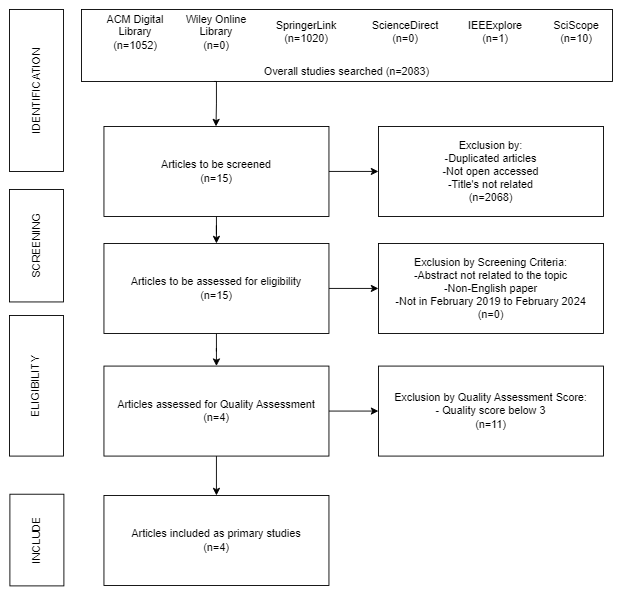 IDENTIFICATION
ACM Digital Library (n=1052)
Wiley Online Library (n=0)
SpringerLink (n=1020)
ScienceDirect (n=0)
IEEExplore (n=1)
SciScope (n=10)
Overall studies searched (n=2083)
Articles to be screened
(n=15)
Exclusion by:
-Duplicated articles
-Not open accessed
-Title's not related
(n=2068)
SCREENING
Articles to be assessed for eligibility
(n=15)
Exclusion by Screening Criteria:
-Abstract not related to the topic
-Non-English paper
-Not in February 2019 to February 2024
(n=0)
ELIGIBILITY
Articles assessed for Quality Assessment
(n=4)
Exclusion by Quality Assessment Score:
- Quality score below 3
(n=11)
INCLUDE
Articles included as primary studies
(n=4)